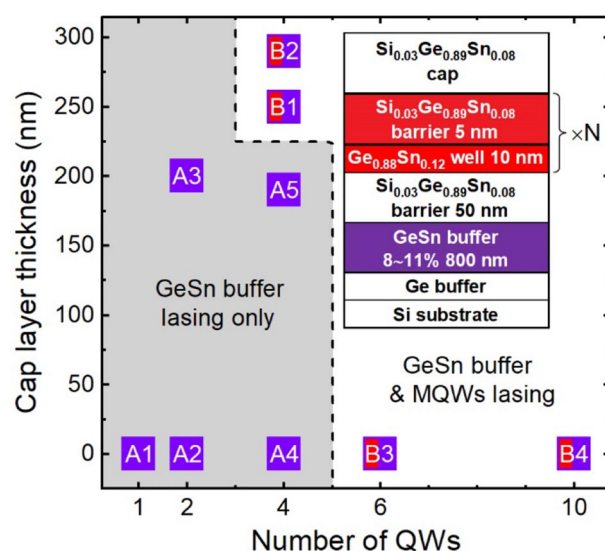 300
250
200
150
100
50
0
Cap layer thickness (nm)
B2
B1
A3
A5
GeSn buffer
lasing only
A1
A2
A4
B3
B4
GeSn buffer
& MQWs lasing
Si0.03Ge0.89Sn0.08
cap
Si0.03Ge0.89Sn0.08
barrier 5 nm
×N
Ge0.88Sn0.12 well 10 nm
Si0.03Ge0.89Sn0.08
barrier 50 nm
GeSn buffer
8~11% 800 nm
Ge buffer
Si substrate
1 2 4 6 10
Number of QWs